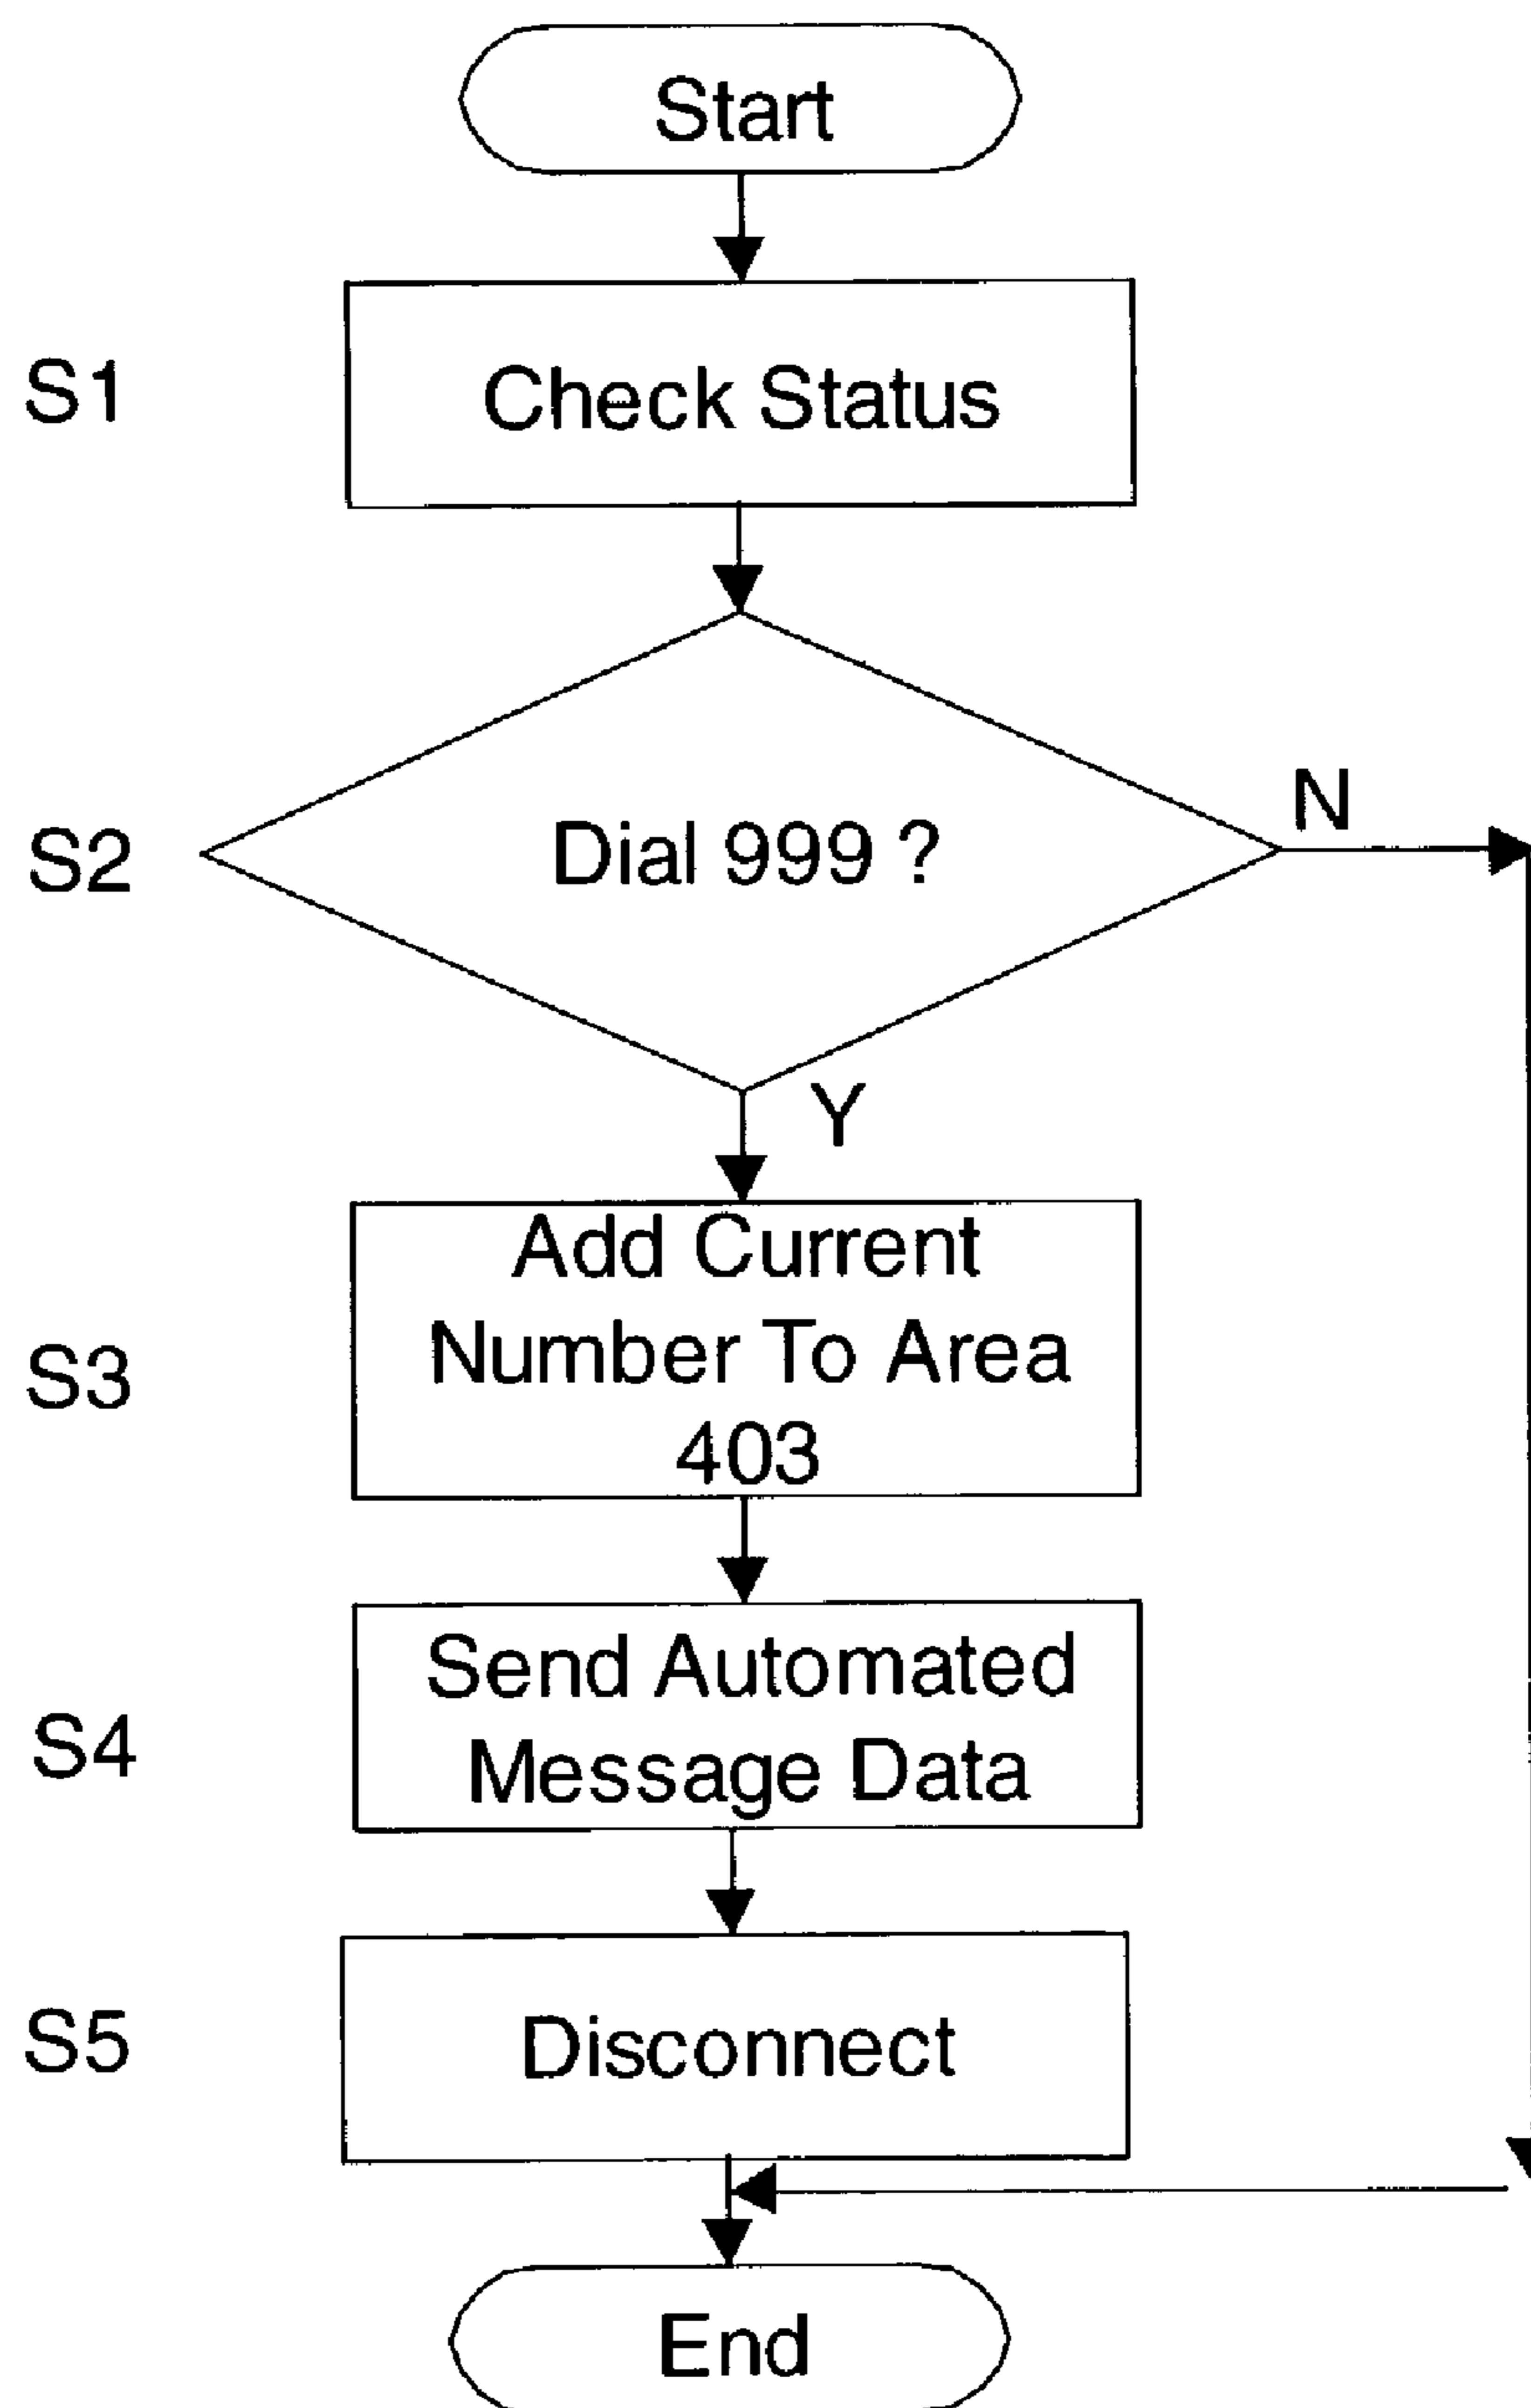 Start
S1
Check Status
S2
Dial 999 ?
N
Y
S3
Add Current
Number To Area
403
S4
Send Automated
Message Data
S5
Disconnect
End